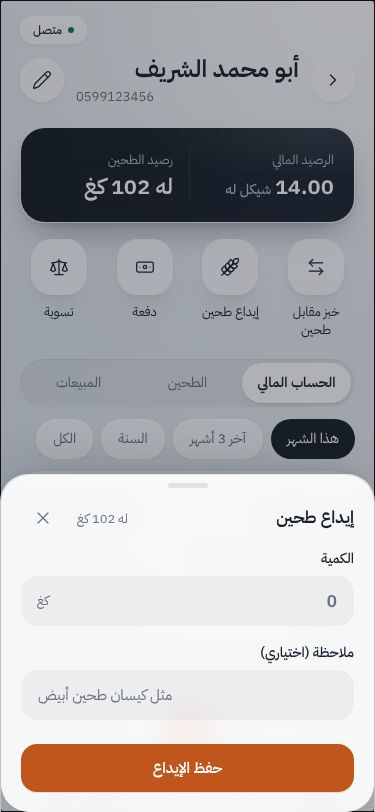 متصل
أبو محمد الشريف
0599123456
الرصيد المالي
14.00 شيكل له
رصيد الطحين
له 102 كغ
خبز مقابل طحين
إيداع طحين
دفعة
تسوية
الحساب المالي
الطحين
المبيعات
هذا الشهر
آخر 3 أشهر
السنة
الكل
إيداع طحين
له 102 كغ
الكمية
0
كغ
ملاحظة (اختياري)
مثل كيسان طحين أبيض
حفظ الإيداع